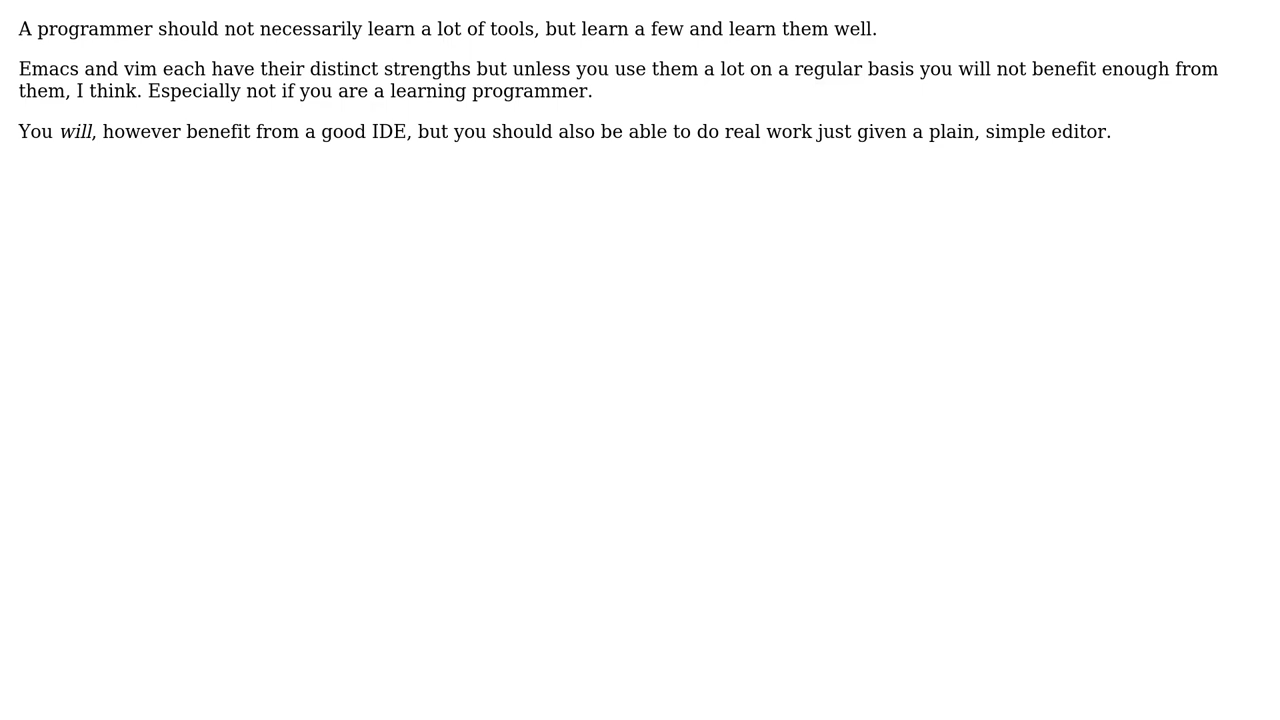 A programmer should not necessarily learn a lot of tools, but learn a few and learn them well.
Emacs and vim each have their distinct strengths but unless you use them a lot on a regular basis you will not benefit enough from
them, I think. Especially not if you are a learning programmer.
You will, however benefit from a good IDE, but you should also be able to do real work just given a plain, simple editor.